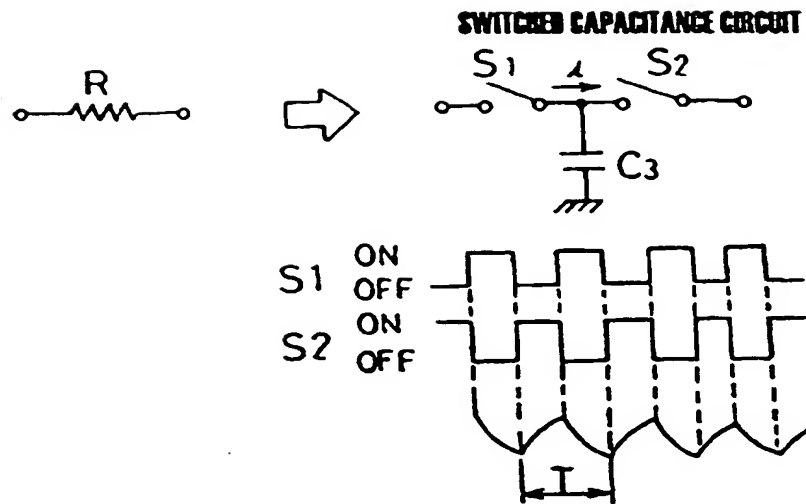 SWITCHED CAPACITANCE CIRCUIT
R
S1 i S2
C3
S1 ON
OFF
S2 ON
OFF
T